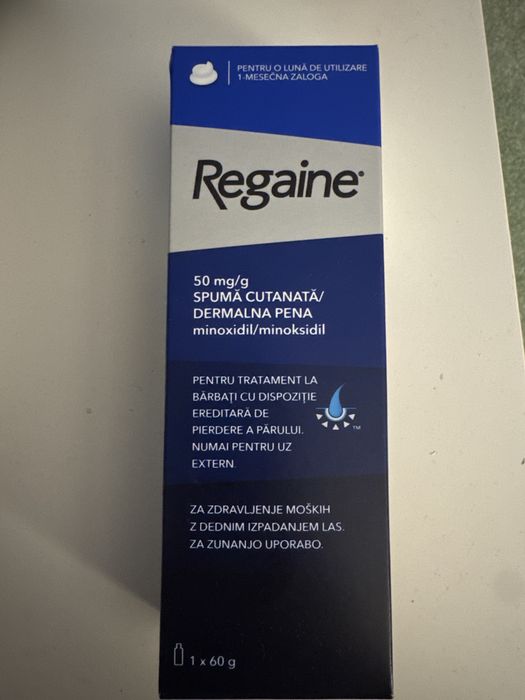 PENTRU O LUNĂ DE UTILIZARE
1-MESEČNA ZALOGA
Regaine®
50 mg/g
SPUMĂ CUTANATĂ/
DERMALNA PENA
minoxidil/minoksidil
PENTRU TRATAMENT LA
BĂRBAȚI CU DISPOZIȚIE
EREDITARĂ DE
PIERDERE A PĂRULUI.
NUMAI PENTRU UZ
EXTERN.
TM
ZA ZDRAVLJENJE MOŠKIH
Z DEDNIM IZPADANJEM LAS.
ZA ZUNANJO UPORABO.
1 x 60 g